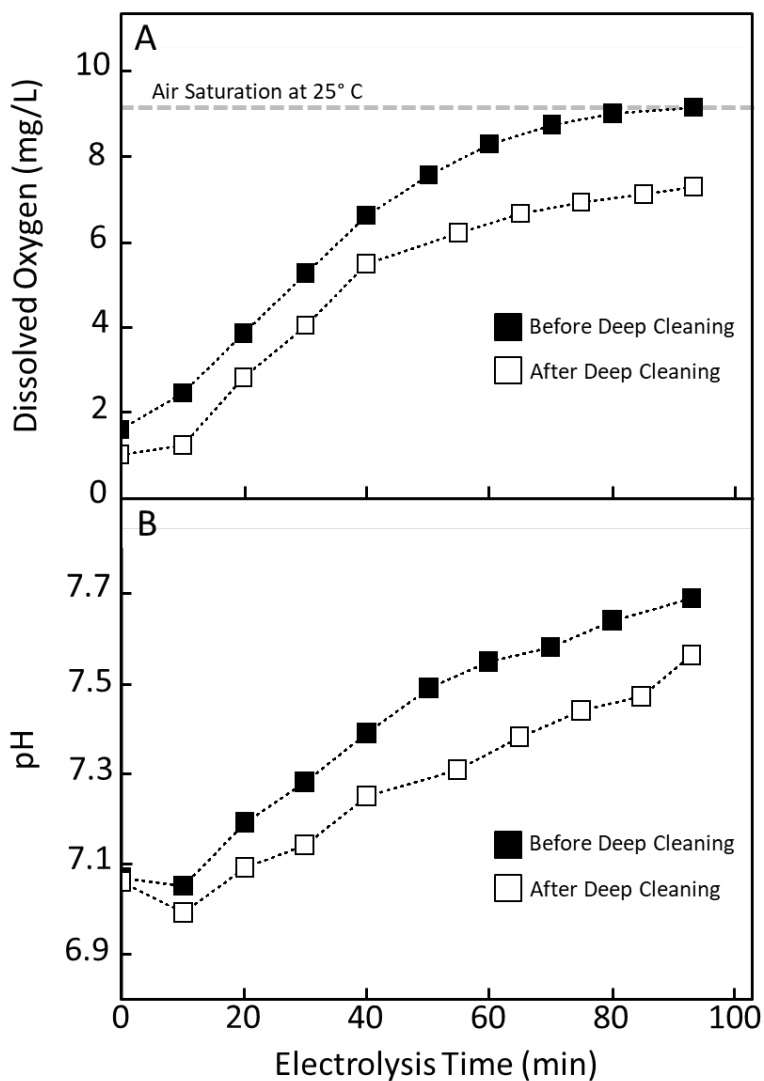 A
10
Air Saturation at 25° C
8
6
4
2
0
Dissolved Oxygen (mg/L)
Before Deep Cleaning
After Deep Cleaning
B
7.7
7.5
7.3
7.1
6.9
pH
Before Deep Cleaning
After Deep Cleaning
0 20 40 60 80 100
Electrolysis Time (min)